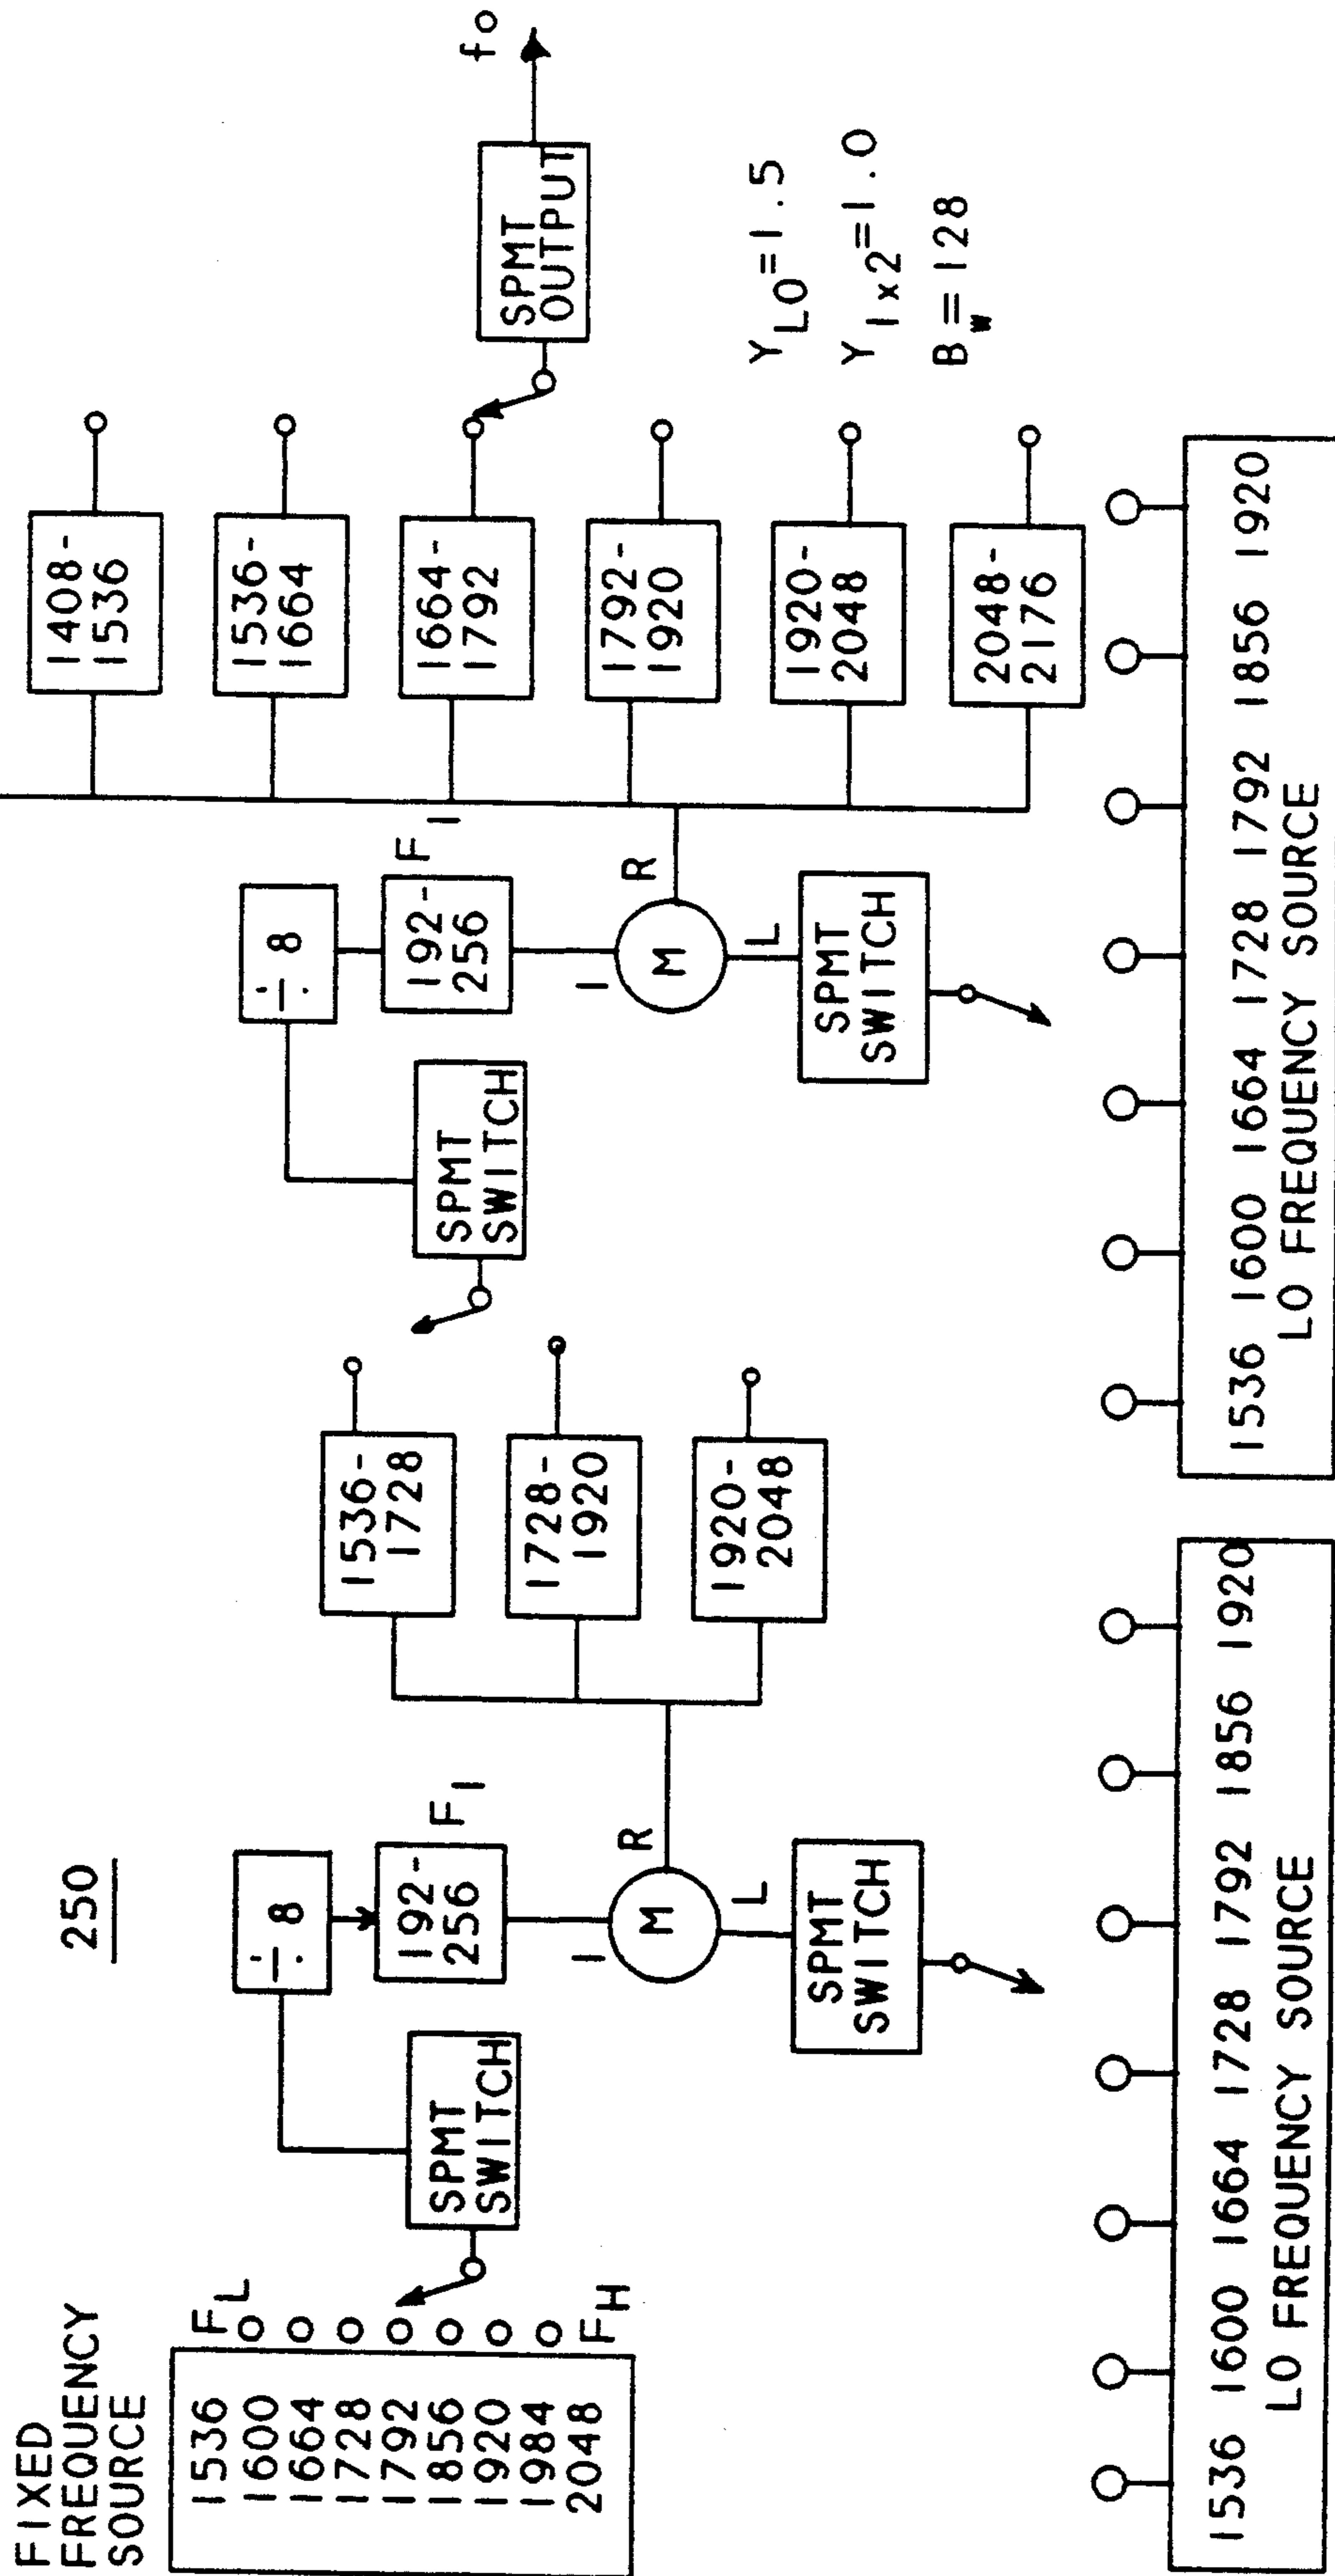 250
FIXED
FREQUENCY
SOURCE
1536
1600
1664
1728
1792
1856
1920
1984
2048
F_L
F_H
SPMT
SWITCH
÷ 8
192-
256
F_I
I
M
R
L
SPMT
SWITCH
1536-
1728
1728-
1920
1920-
2048
1536 1600 1664 1728 1792 1856 1920
LO FREQUENCY SOURCE
SPMT
SWITCH
÷ 8
192-
256
F_I
I
M
R
L
SPMT
SWITCH
1408-
1536
1536-
1664
1664-
1792
1792-
1920
1920-
2048
2048-
2176
1536 1600 1664 1728 1792 1856 1920
LO FREQUENCY SOURCE
SPMT
OUTPUT
fo
Y_LO=1.5
Y_I×2=1.0
B_w=128